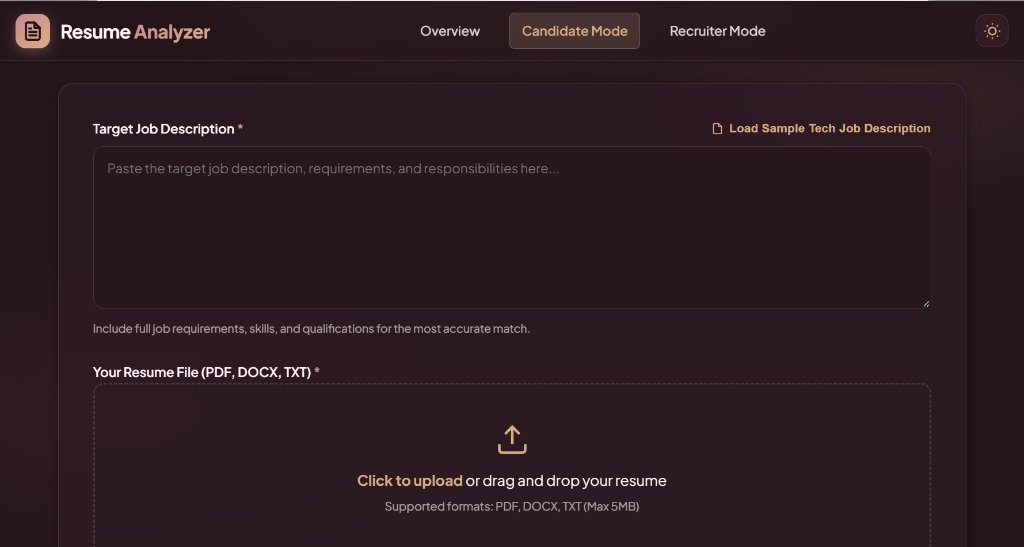 Resume Analyzer
Overview
Candidate Mode
Recruiter Mode
Target Job Description *
Load Sample Tech Job Description
Paste the target job description, requirements, and responsibilities here...
Include full job requirements, skills, and qualifications for the most accurate match.
Your Resume File (PDF, DOCX, TXT) *
Click to upload or drag and drop your resume
Supported formats: PDF, DOCX, TXT (Max 5MB)